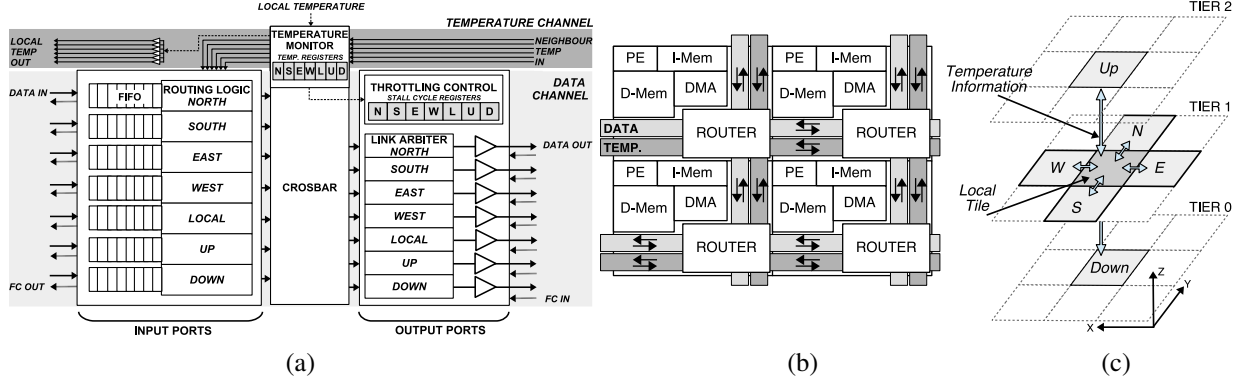 LOCAL TEMPERATURE
TEMPERATURE CHANNEL
LOCAL
TEMP
OUT
TEMPERATURE
MONITOR
TEMP. REGISTERS
N S E W L U D
NEIGHBOUR
TEMP
IN
DATA IN
FIFO
ROUTING LOGIC
NORTH
SOUTH
EAST
WEST
LOCAL
UP
DOWN
FC OUT
INPUT PORTS
CROSBAR
THROTTLING CONTROL
STALL CYCLE REGISTERS
N S E W L U D
LINK ARBITER
NORTH
SOUTH
EAST
WEST
LOCAL
UP
DOWN
OUTPUT PORTS
DATA
CHANNEL
DATA OUT
FC IN
(a)
PE I-Mem
D-Mem DMA
PE I-Mem
D-Mem DMA
DATA
TEMP.
ROUTER
ROUTER
PE I-Mem
D-Mem DMA
PE I-Mem
D-Mem DMA
ROUTER
ROUTER
(b)
TIER 2
Up
Temperature
Information
TIER 1
N
W
E
S
Local
Tile
TIER 0
Down
Z
Y
X
(c)